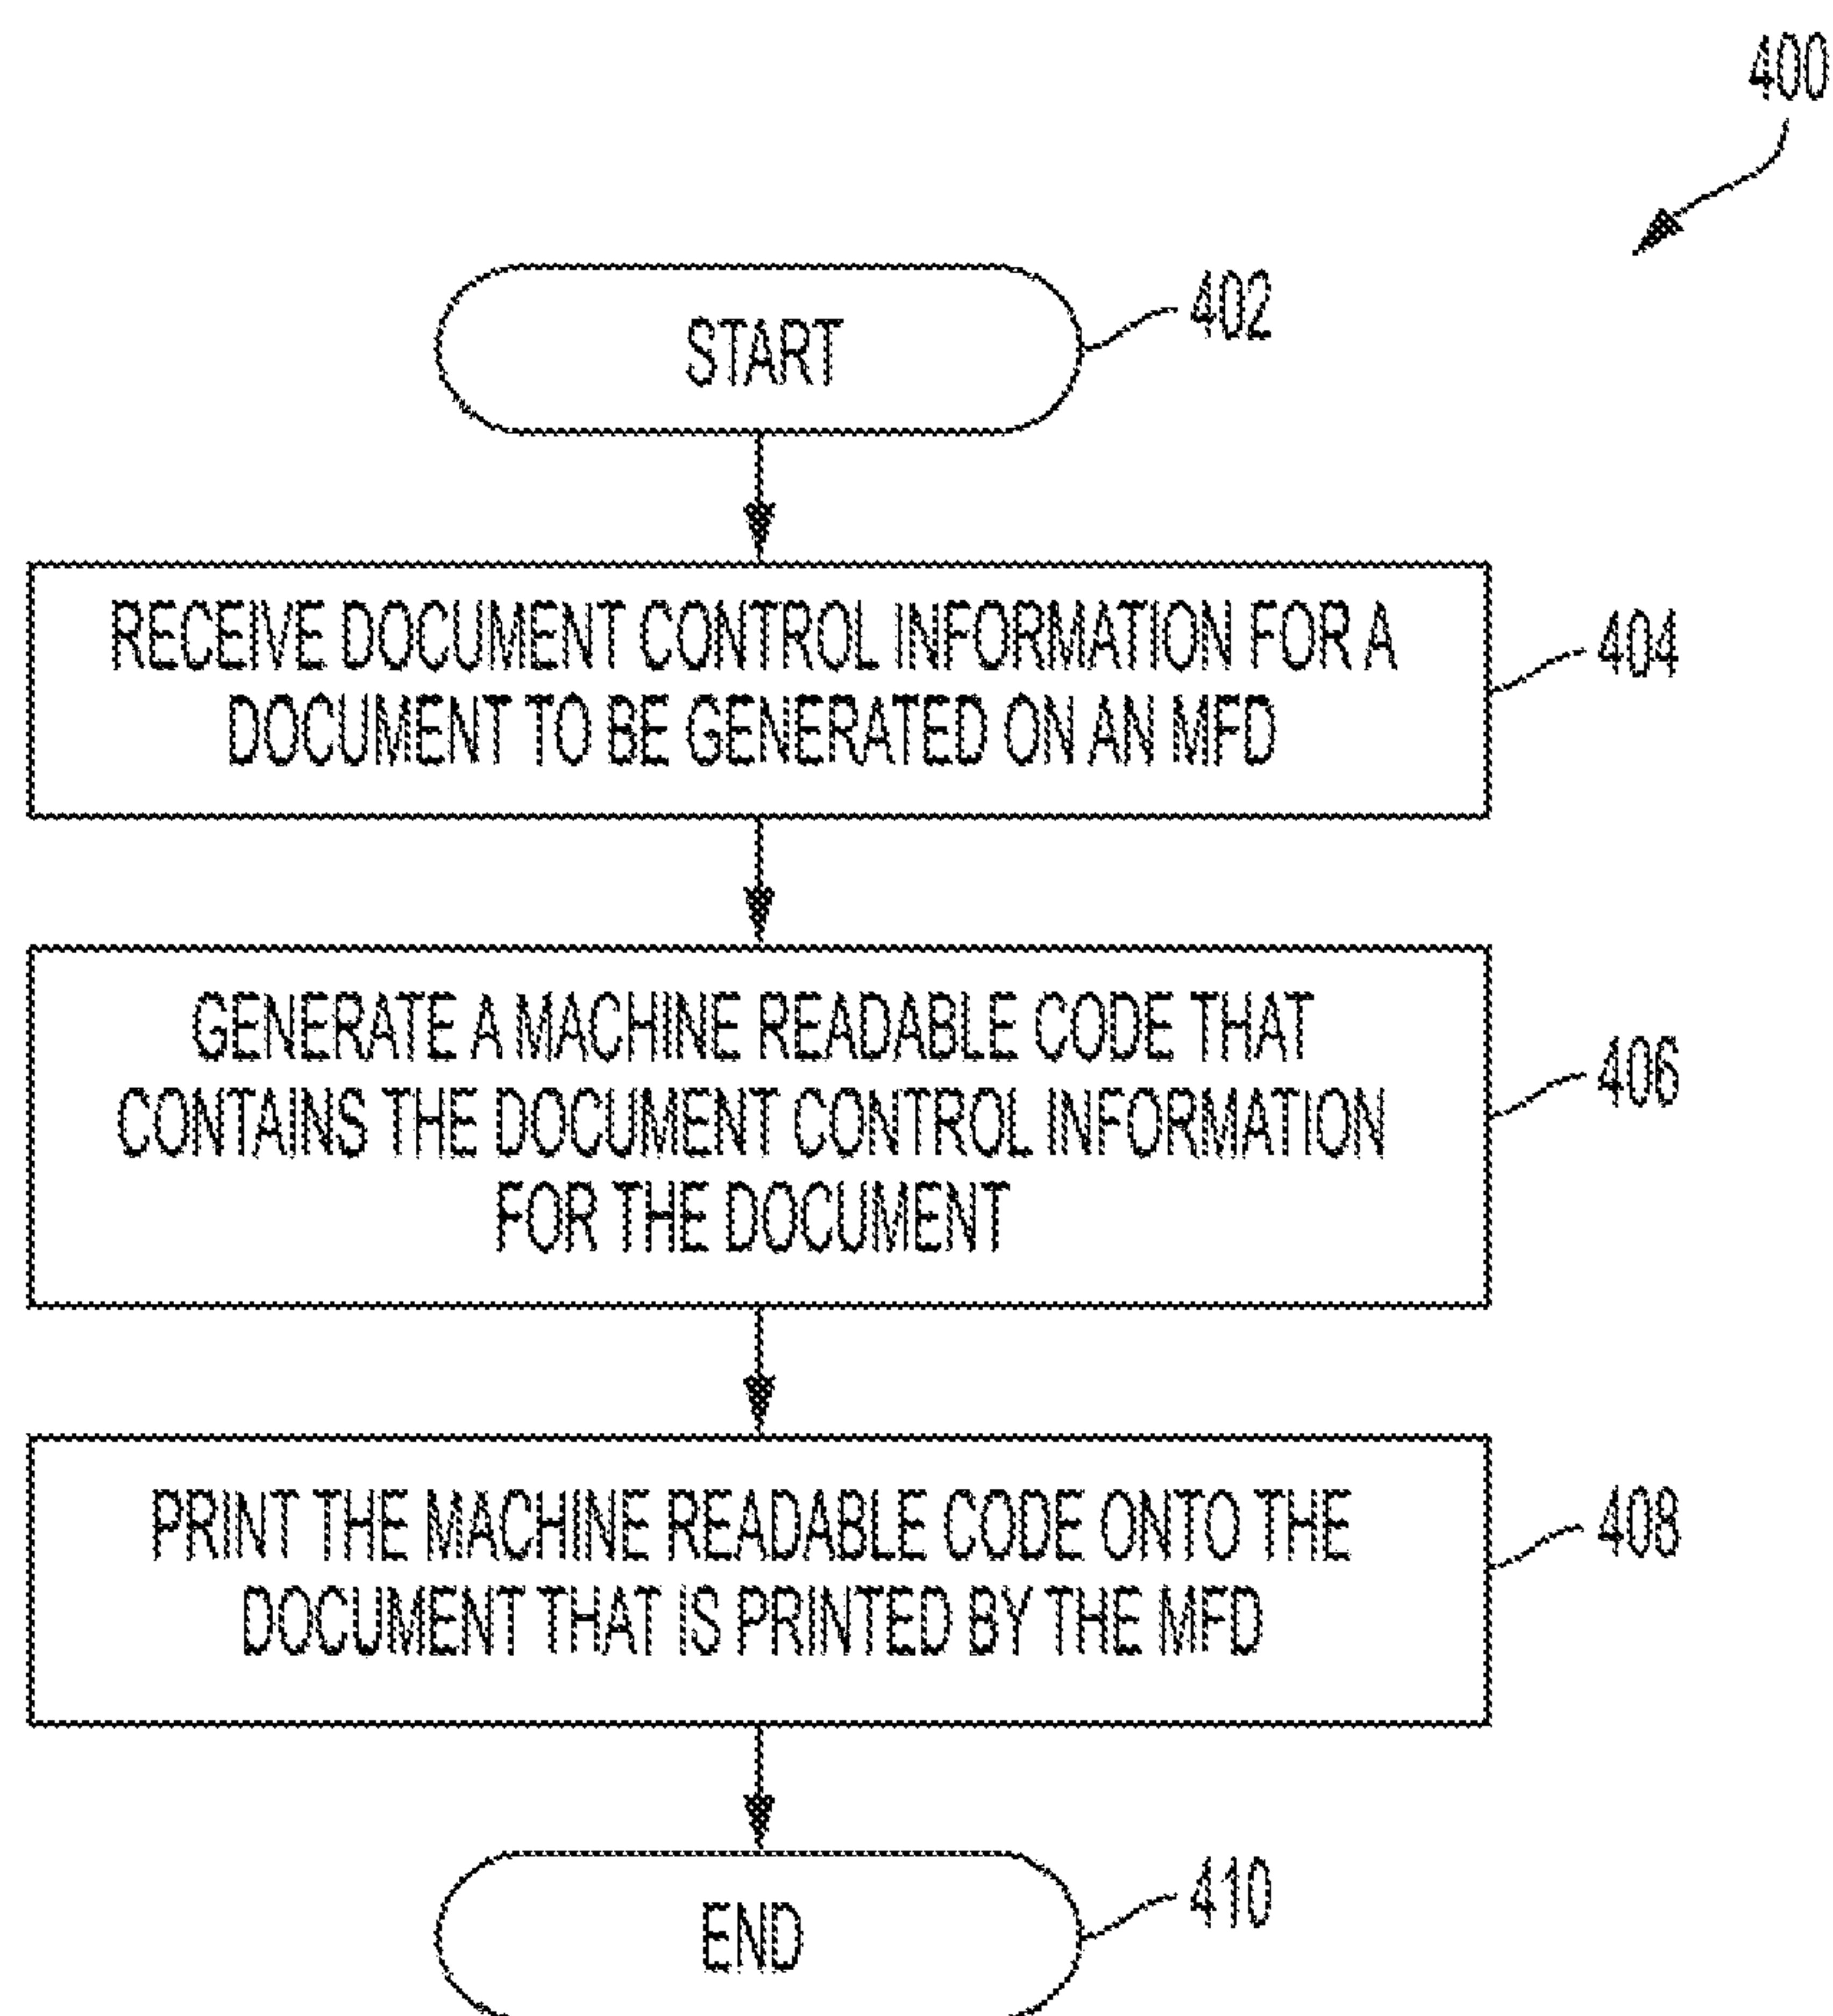 400
START
402
RECEIVE DOCUMENT CONTROL INFORMATION FOR A
DOCUMENT TO BE GENERATED ON AN MFD
404
GENERATE A MACHINE READABLE CODE THAT
CONTAINS THE DOCUMENT CONTROL INFORMATION
FOR THE DOCUMENT
406
PRINT THE MACHINE READABLE CODE ONTO THE
DOCUMENT THAT IS PRINTED BY THE MFD
408
END
410